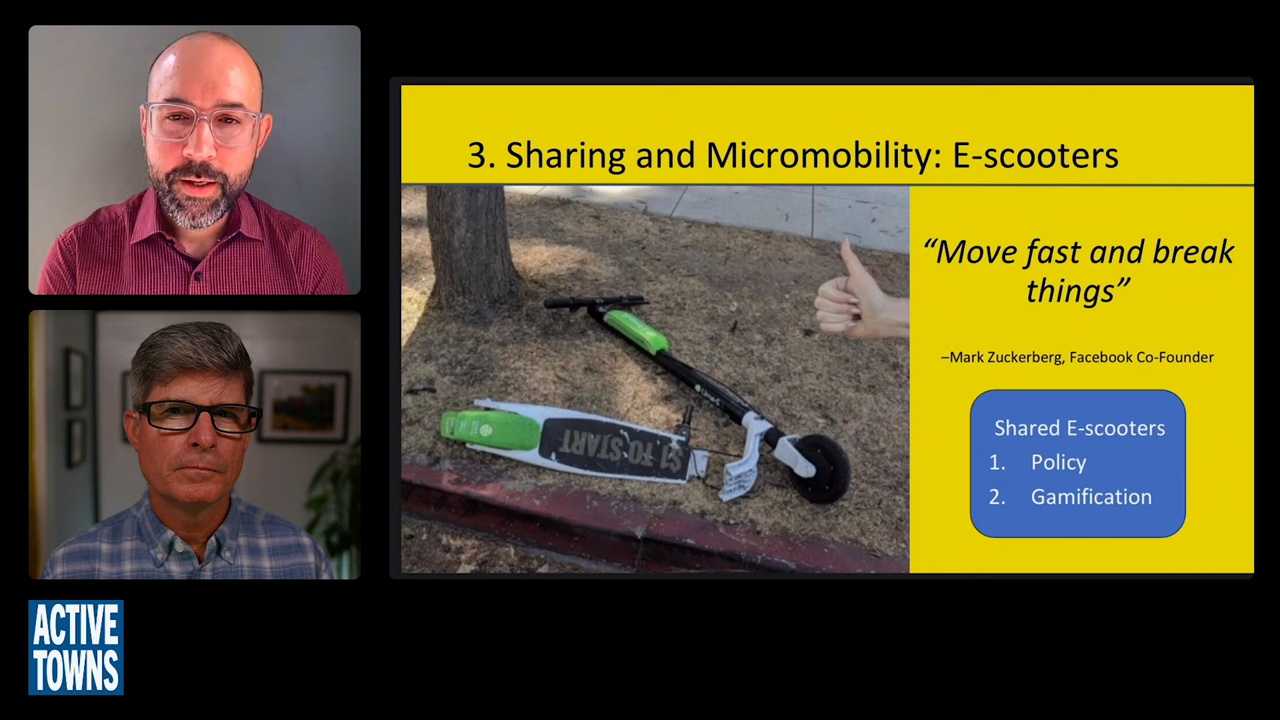 3. Sharing and Micromobility: E-scooters
“Move fast and break
things”
–Mark Zuckerberg, Facebook Co-Founder
Shared E-scooters
1. Policy
2. Gamification
$1 TO START
Lime-S
ACTIVE
TOWNS